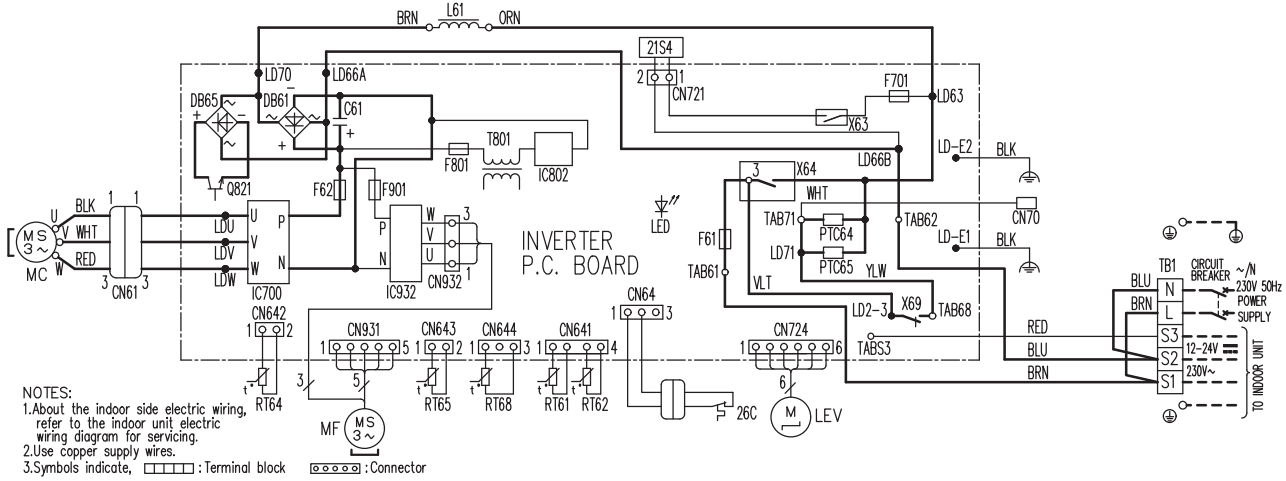 BRN L61 ORN
21S4
2 1
CN721
F701
LD70 LD66A
LD63
DB65 ~ DB61 −
C61
+ − ~ ~
~ + +
X63
T801
F801 IC802
LD66B
LD-E2 BLK
Q821
F62 F901
3 X64
WHT
LED
CN70
TAB71 TAB62
PTC64
F61
LD71 PTC65
LD-E1 BLK
TAB61
VLT YLW
LD2-3 X69 TAB68
TABS3
INVERTER
P.C. BOARD
U BLK 1 1 LDU U P
MS
3~
V WHT LDV V
W RED LDW W N
MC 3 3
CN61
IC700
P W 3
V
N U 1
IC932 CN932
CN642
1 2
CN931
1 5
CN643
1 2
CN644
1 3
CN641
1 4
CN64
1 3
CN724
1 6
t° RT64
3 5
t° RT65
t° RT68
t° RT61 t° RT62
26C
6
M LEV
MF MS
3~
RED
BLU
BRN
BLU
BRN
TB1
N
L
S3
S2
S1
CIRCUIT
BREAKER
~/N
230V 50Hz
POWER
SUPPLY
12-24V
230V~
TO INDOOR UNIT
NOTES:
1.About the indoor side electric wiring,
refer to the indoor unit electric
wiring diagram for servicing.
2.Use copper supply wires.
3.Symbols indicate, : Terminal block : Connector